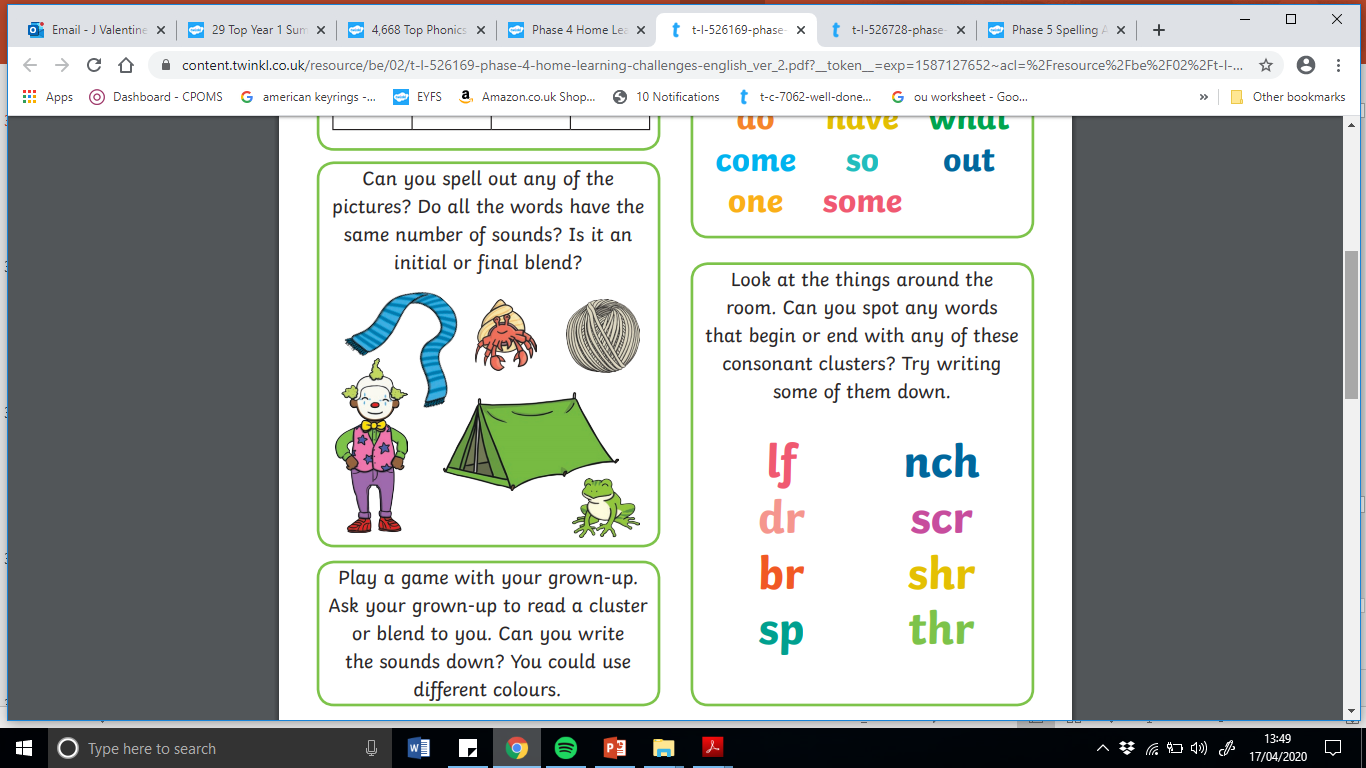 Email - J Valentine
29 Top Year 1 Sum
4,668 Top Phonics
Phase 4 Home Lea
t-l-526169-phase-
t-l-526728-phase-
Phase 5 Spelling A
content.twinkl.co.uk/resource/be/02/t-l-526169-phase-4-home-learning-challenges-english_ver_2.pdf?__token__=exp=1587127652~acl=%2Fresource%2Fbe%2F02%2Ft-l-...
Apps
Dashboard - CPOMS
american keyrings -...
EYFS
Amazon.co.uk Shop...
10 Notifications
t-c-7062-well-done...
ou worksheet - Goo...
»
Other bookmarks
Can you spell out any of the
pictures? Do all the words have the
same number of sounds? Is it an
initial or final blend?
Play a game with your grown-up.
Ask your grown-up to read a cluster
or blend to you. Can you write
the sounds down? You could use
different colours.
do have what
come so out
one some
Look at the things around the
room. Can you spot any words
that begin or end with any of these
consonant clusters? Try writing
some of them down.
lf nch
dr scr
br shr
sp thr
Type here to search
13:49
17/04/2020